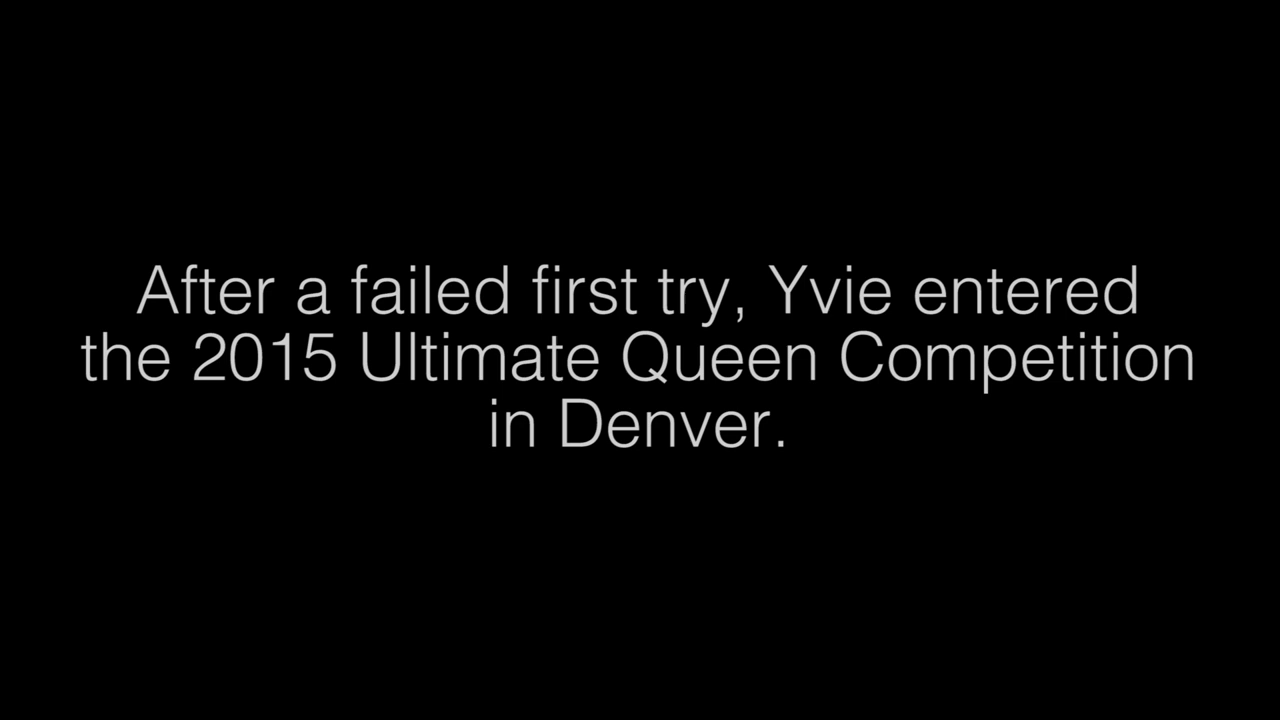 After a failed first try, Yvie entered
the 2015 Ultimate Queen Competition
in Denver.